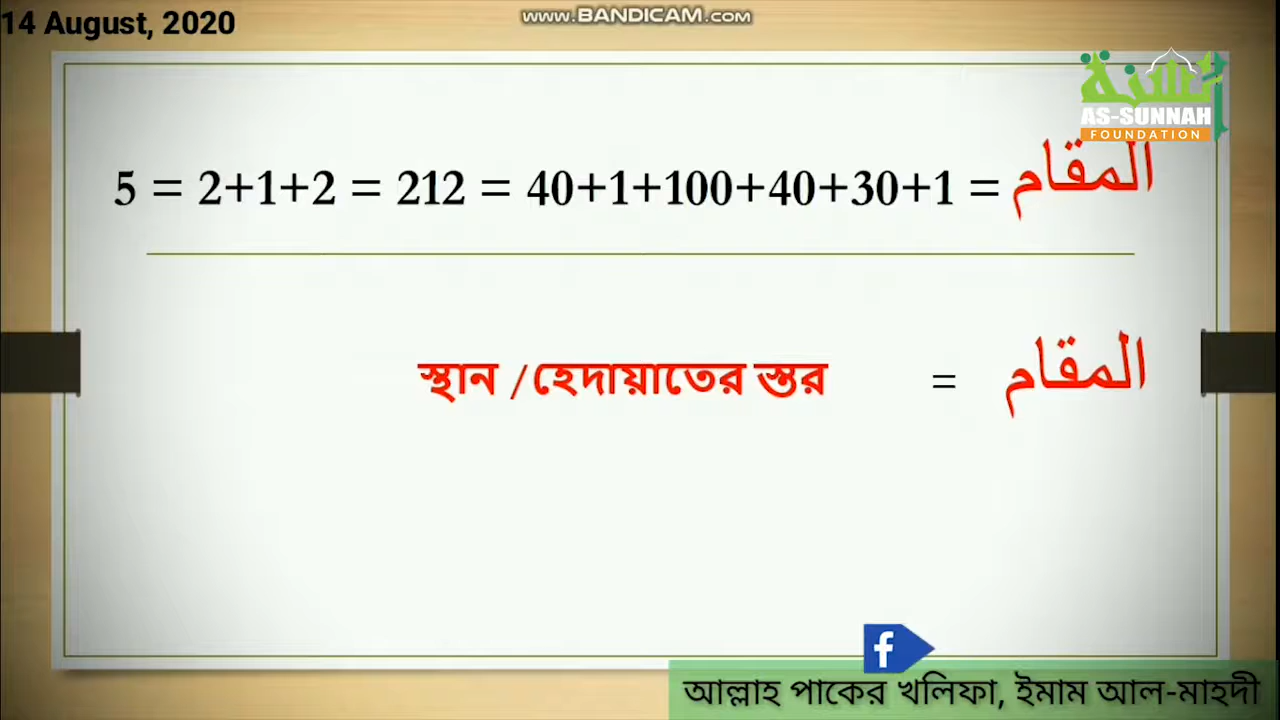 14 August, 2020
www.BANDICAM.com
السنة
AS-SUNNAH
FOUNDATION
5 = 2+1+2 = 212 = 40+1+100+40+30+1 = المقام
স্থান /হেদায়াতের স্তর = المقام
f
আল্লাহ পাকের খলিফা, ইমাম আল-মাহদী